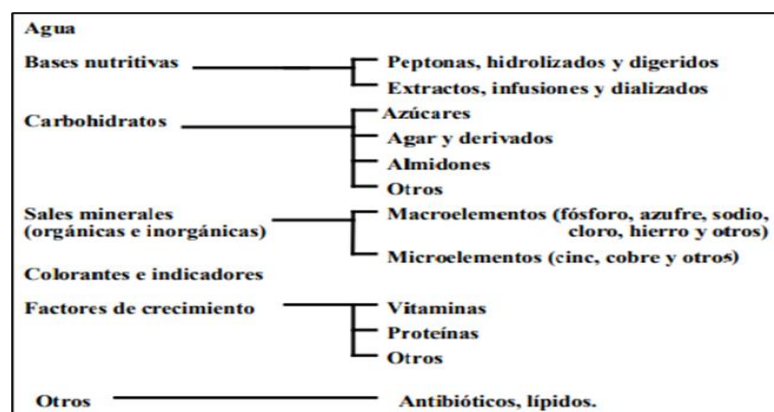 Agua
Bases nutritivas
Peptonas, hidrolizados y digeridos
Extractos, infusiones y dializados
Carbohidratos
Azúcares
Agar y derivados
Almidones
Otros
Sales minerales
(orgánicas e inorgánicas)
Macroelementos (fósforo, azufre, sodio,
cloro, hierro y otros)
Microelementos (cinc, cobre y otros)
Colorantes e indicadores
Factores de crecimiento
Vitaminas
Proteínas
Otros
Otros
Antibióticos, lípidos.